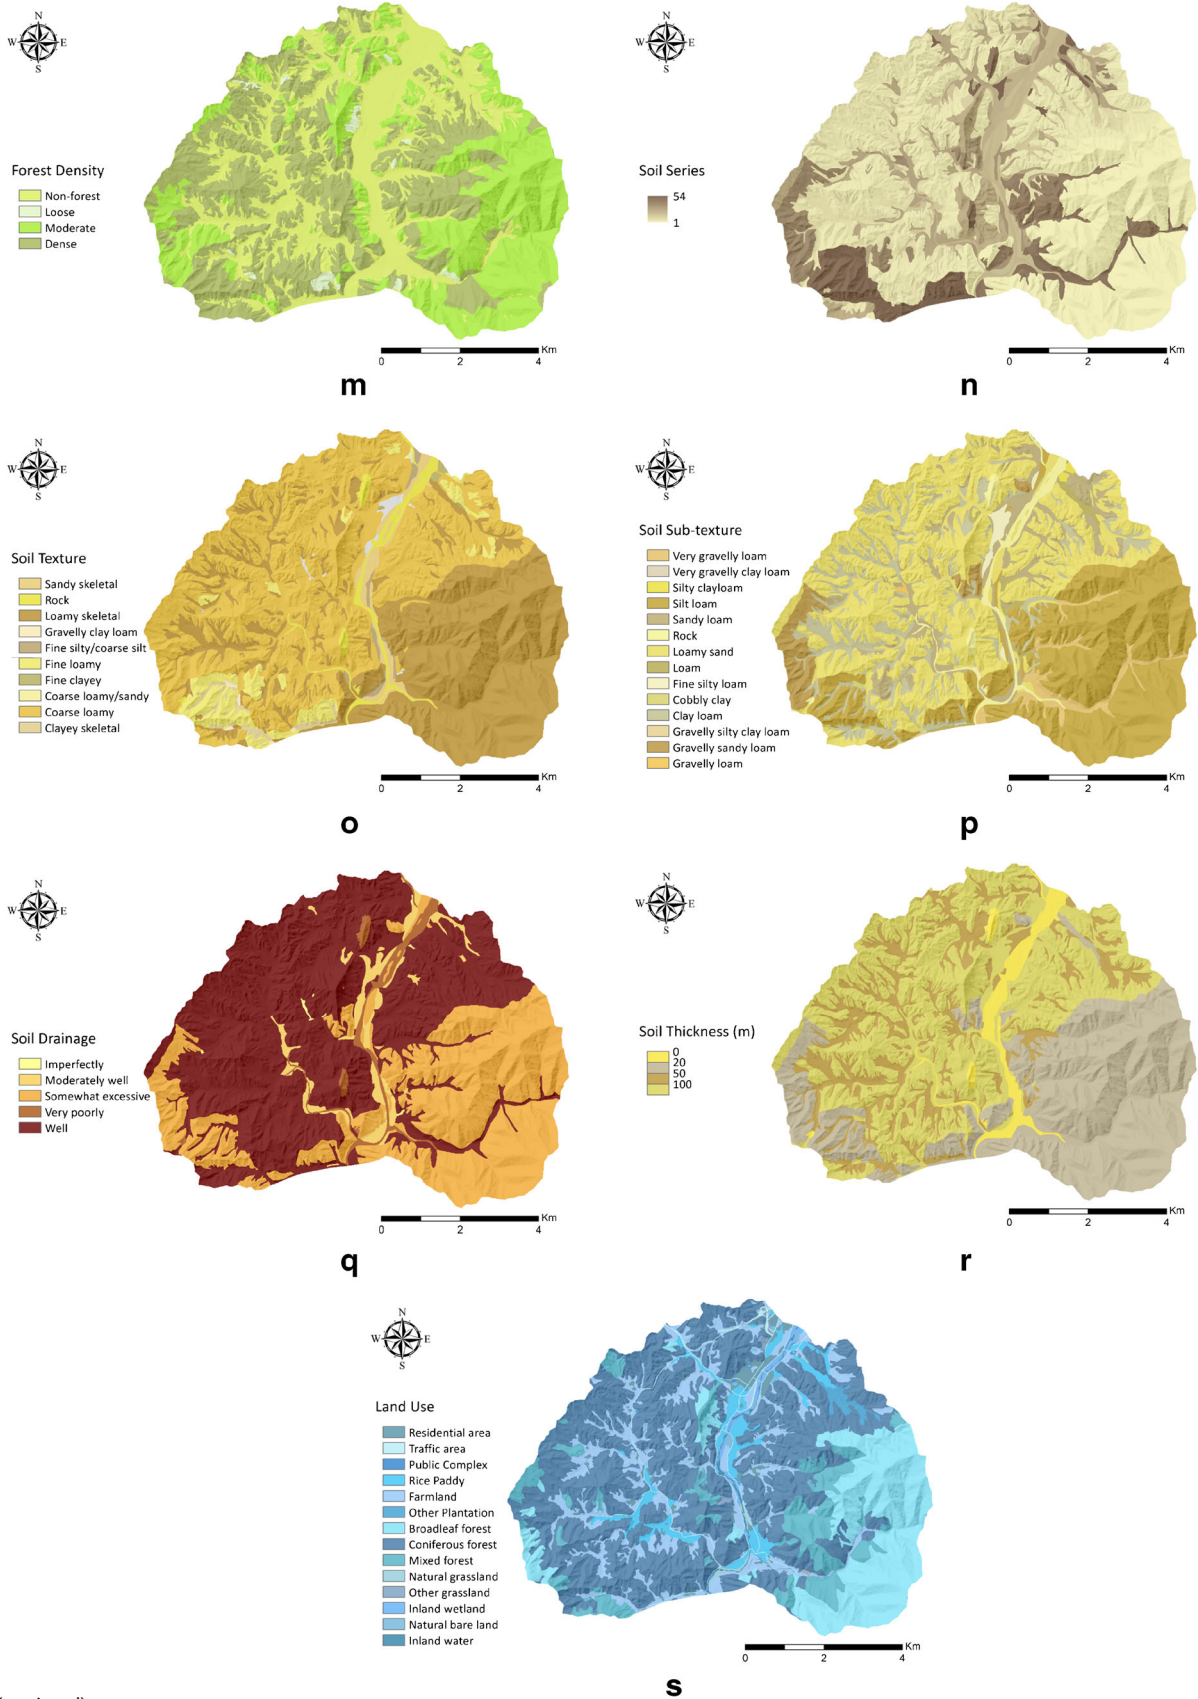 N
W E
S
Forest Density
Non-forest
Loose
Moderate
Dense
Km
0 2 4
m
N
W E
S
Soil Series
54
1
Km
0 2 4
n
N
W E
S
Soil Texture
Sandy skeletal
Rock
Loamy skeletal
Gravelly clay loam
Fine silty/coarse silt
Fine loamy
Fine clayey
Coarse loamy/sandy
Coarse loamy
Clayey skeletal
Km
0 2 4
o
N
W E
S
Soil Sub-texture
Very gravelly loam
Very gravelly clay loam
Silty clayloam
Silt loam
Sandy loam
Rock
Loamy sand
Loam
Fine silty loam
Cobbly clay
Clay loam
Gravelly silty clay loam
Gravelly sandy loam
Gravelly loam
Km
0 2 4
p
N
W E
S
Soil Drainage
Imperfectly
Moderately well
Somewhat excessive
Very poorly
Well
Km
0 2 4
q
N
W E
S
Soil Thickness (m)
0
20
50
100
Km
0 2 4
r
N
W E
S
Land Use
Residential area
Traffic area
Public Complex
Rice Paddy
Farmland
Other Plantation
Broadleaf forest
Coniferous forest
Mixed forest
Natural grassland
Other grassland
Inland wetland
Natural bare land
Inland water
Km
0 2 4
s